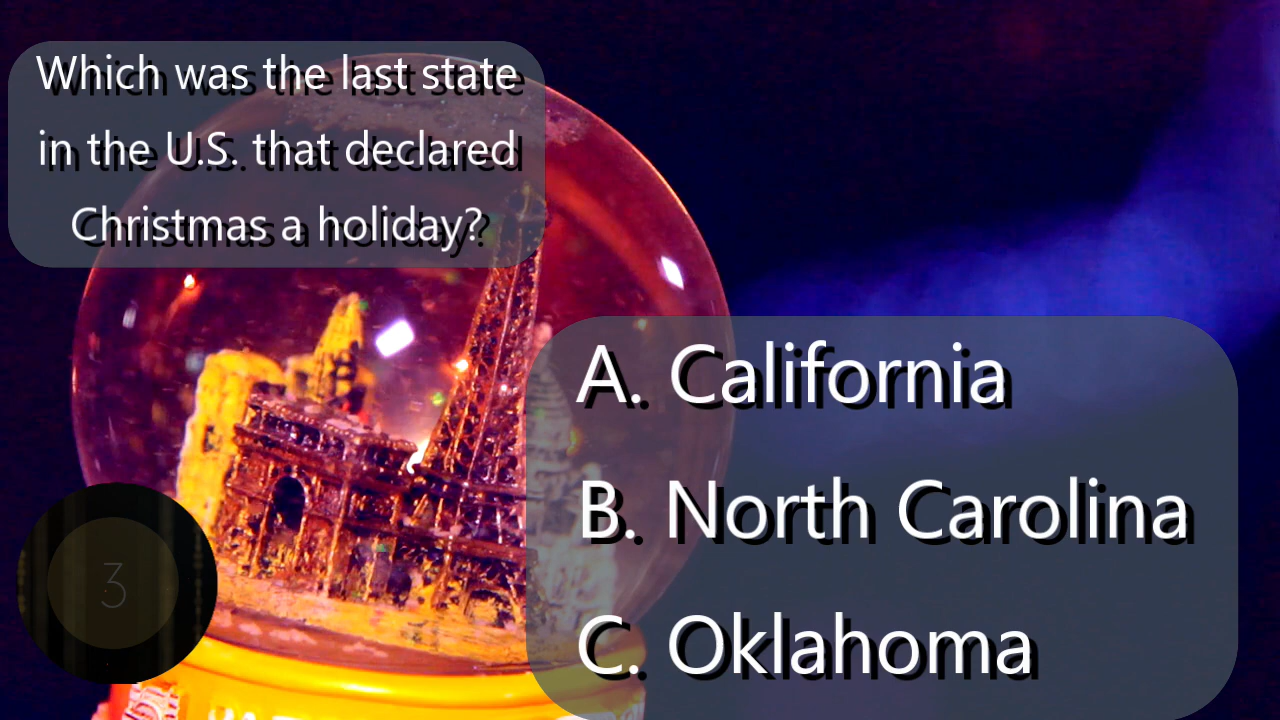 Which was the last state
in the U.S. that declared
Christmas a holiday?
A. California
B. North Carolina
C. Oklahoma
3